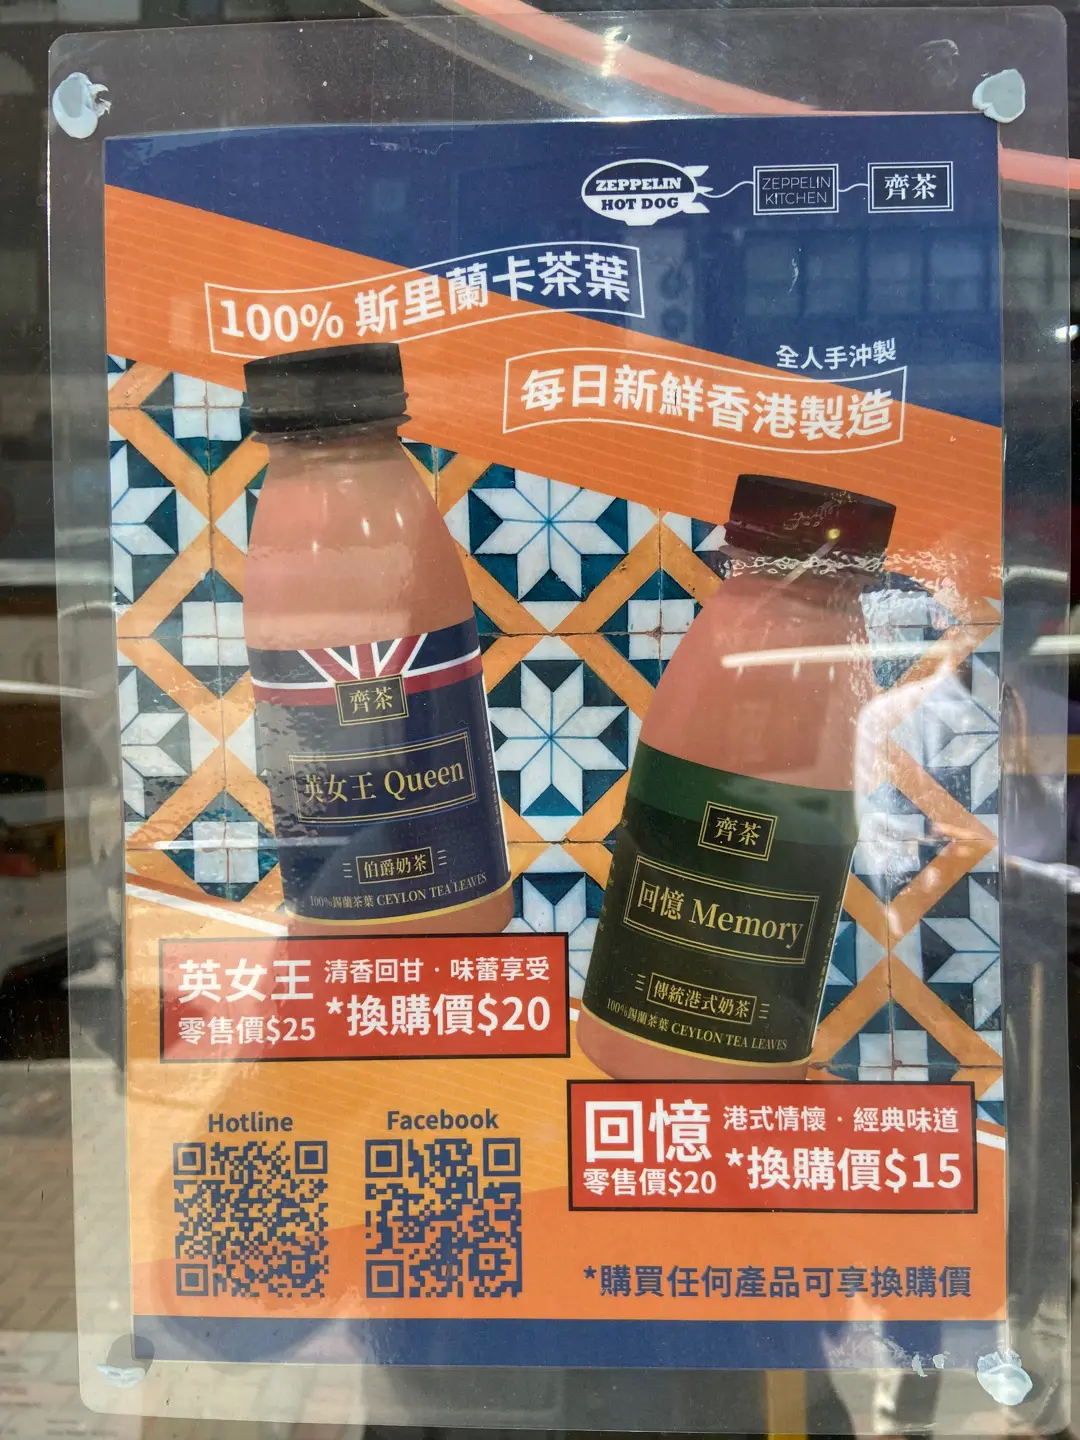 ZEPPELIN
HOT DOG
ZEPPELIN
KITCHEN
齊茶
100% 斯里蘭卡茶葉
全人手沖製
每日新鮮香港製造
齊茶
英女王 Queen
伯爵奶茶
100%錫蘭茶葉 CEYLON TEA LEAVES
齊茶
回憶 Memory
傳統港式奶茶
100%錫蘭茶葉 CEYLON TEA LEAVES
英女王 清香回甘 · 味蕾享受
零售價$25 *換購價$20
回憶 港式情懷 · 經典味道
零售價$20 *換購價$15
Hotline
Facebook
*購買任何產品可享換購價